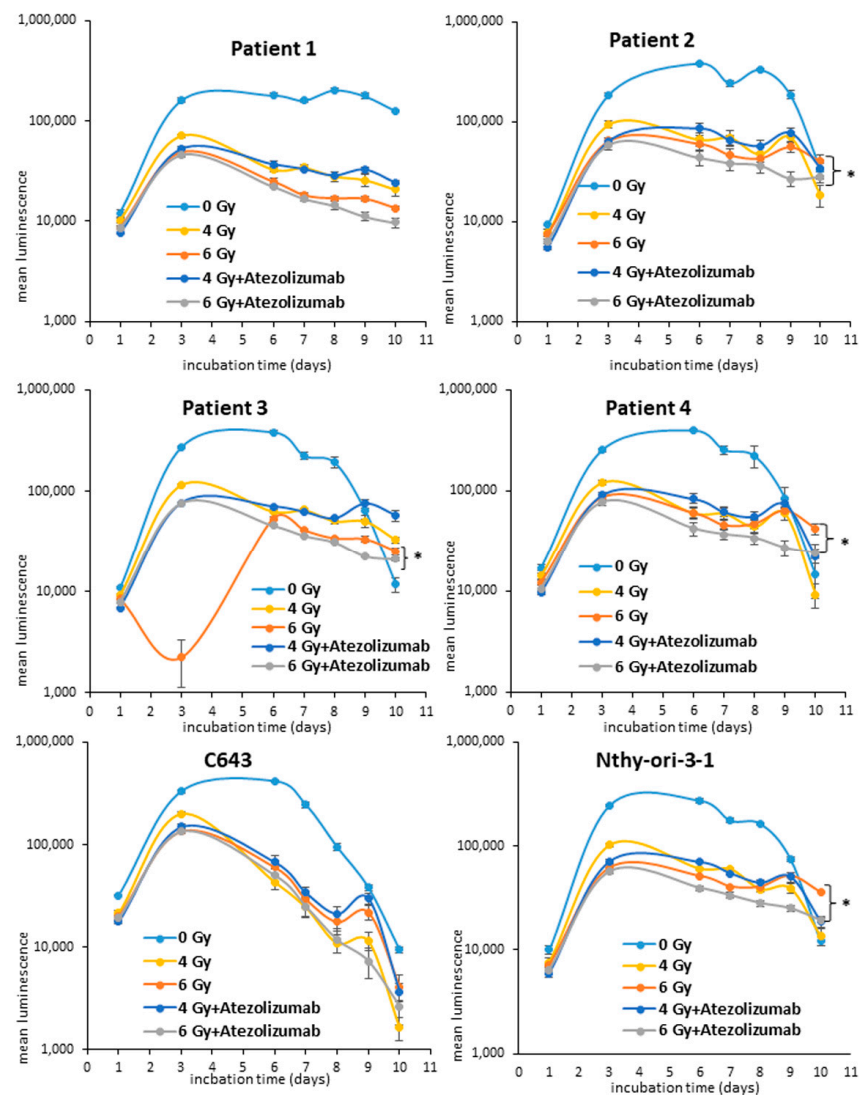 Patient 1
mean luminescence
1,000,000
100,000
10,000
1,000
0 Gy
4 Gy
6 Gy
4 Gy+Atezolizumab
6 Gy+Atezolizumab
0 1 2 3 4 5 6 7 8 9 10 11
incubation time (days)
Patient 2
mean luminescence
1,000,000
100,000
10,000
1,000
0 Gy
4 Gy
6 Gy
4 Gy+Atezolizumab
6 Gy+Atezolizumab
*
0 1 2 3 4 5 6 7 8 9 10 11
incubation time (days)
Patient 3
mean luminescence
1,000,000
100,000
10,000
1,000
*
0 Gy
4 Gy
6 Gy
4 Gy+Atezolizumab
6 Gy+Atezolizumab
0 1 2 3 4 5 6 7 8 9 10 11
incubation time (days)
Patient 4
mean luminescence
1,000,000
100,000
10,000
1,000
*
0 Gy
4 Gy
6 Gy
4 Gy+Atezolizumab
6 Gy+Atezolizumab
0 1 2 3 4 5 6 7 8 9 10 11
incubation time (days)
C643
mean luminescence
1,000,000
100,000
10,000
1,000
0 Gy
4 Gy
6 Gy
4 Gy+Atezolizumab
6 Gy+Atezolizumab
0 1 2 3 4 5 6 7 8 9 10 11
incbation time (days)
Nthy-ori-3-1
mean luminescence
1,000,000
100,000
10,000
1,000
*
0 Gy
4 Gy
6 Gy
4 Gy+Atezolizumab
6 Gy+Atezolizumab
0 1 2 3 4 5 6 7 8 9 10 11
incubation time (days)